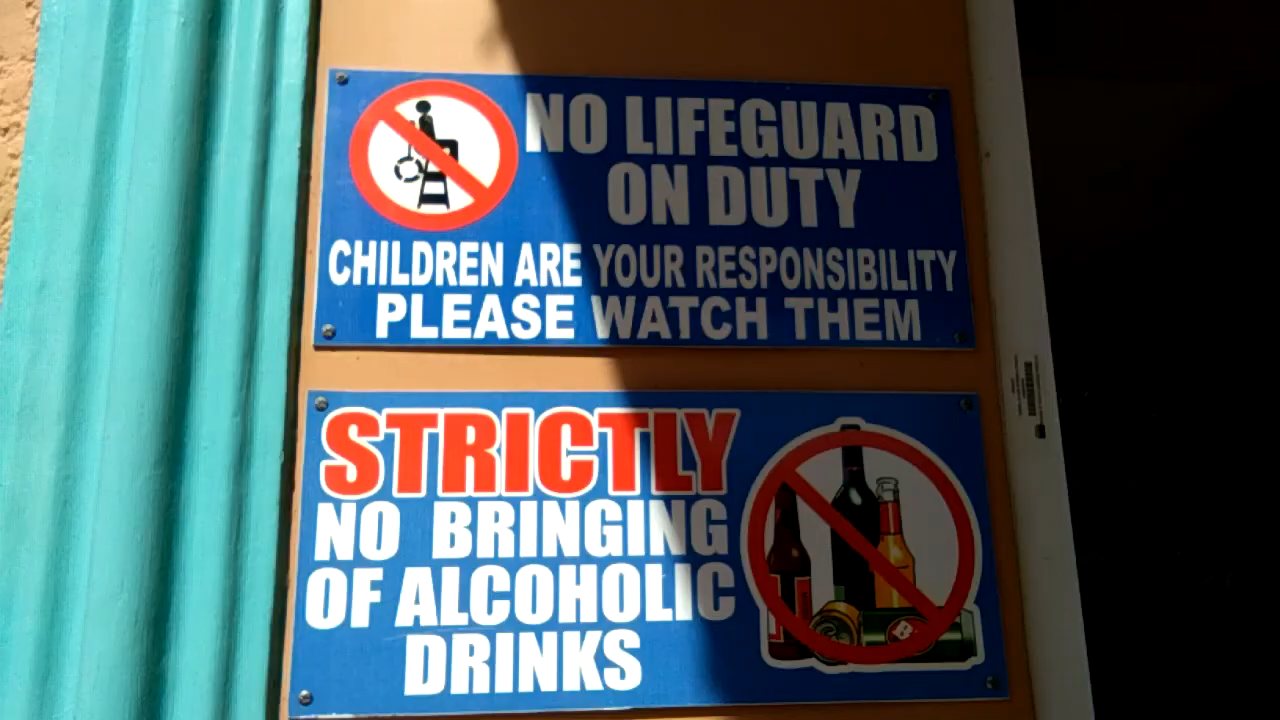 NO LIFEGUARD
ON DUTY
CHILDREN ARE YOUR RESPONSIBILITY
PLEASE WATCH THEM
STRICTLY
NO BRINGING
OF ALCOHOLIC
DRINKS